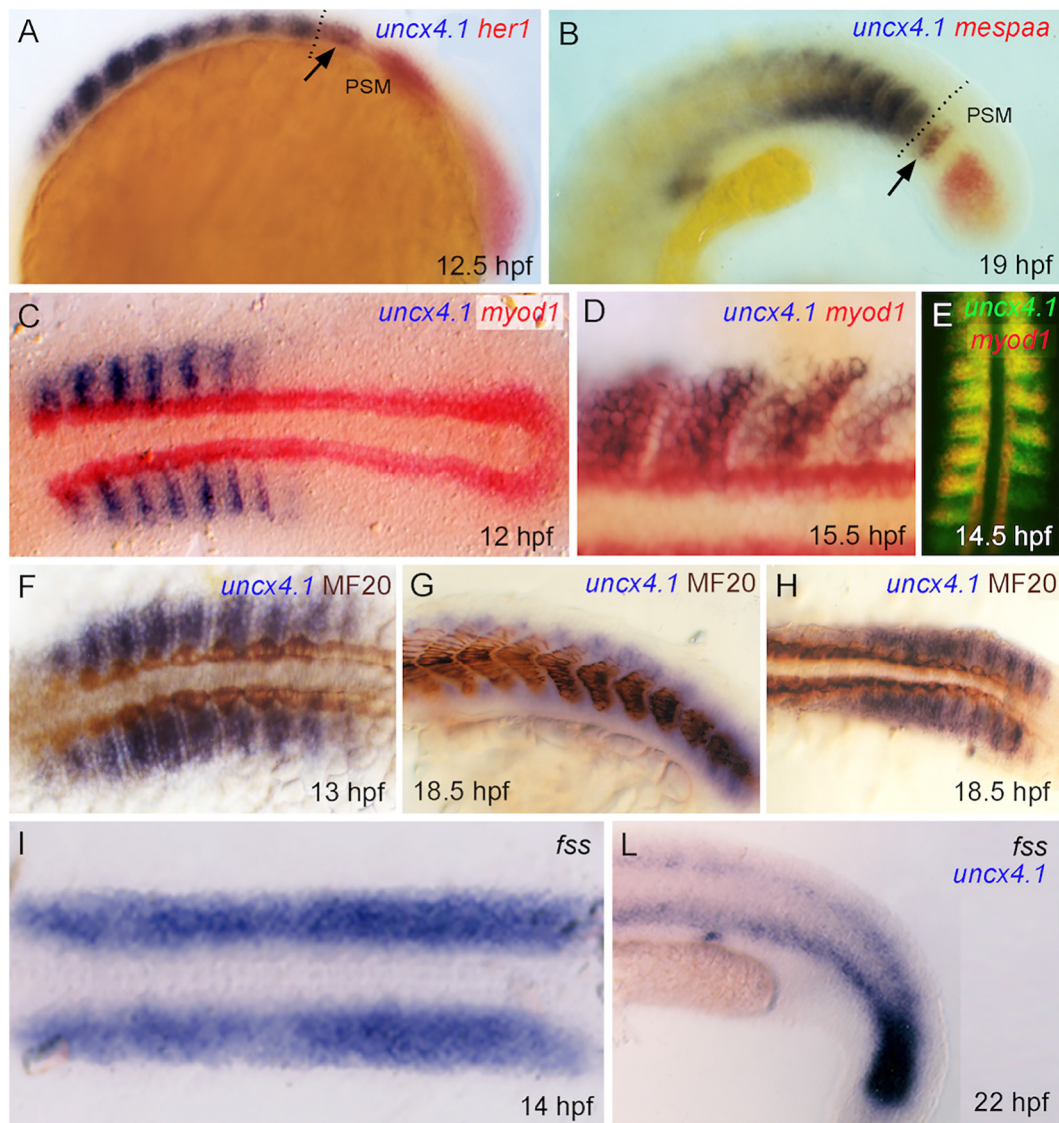 A
uncx4.1 her1
PSM
12.5 hpf
B
uncx4.1 mespaa
PSM
19 hpf
C
uncx4.1 myod1
12 hpf
D
uncx4.1 myod1
15.5 hpf
E
uncx4.1
myod1
14.5 hpf
F
uncx4.1 MF20
13 hpf
G
uncx4.1 MF20
18.5 hpf
H
uncx4.1 MF20
18.5 hpf
I
fss
14 hpf
L
fss
uncx4.1
22 hpf